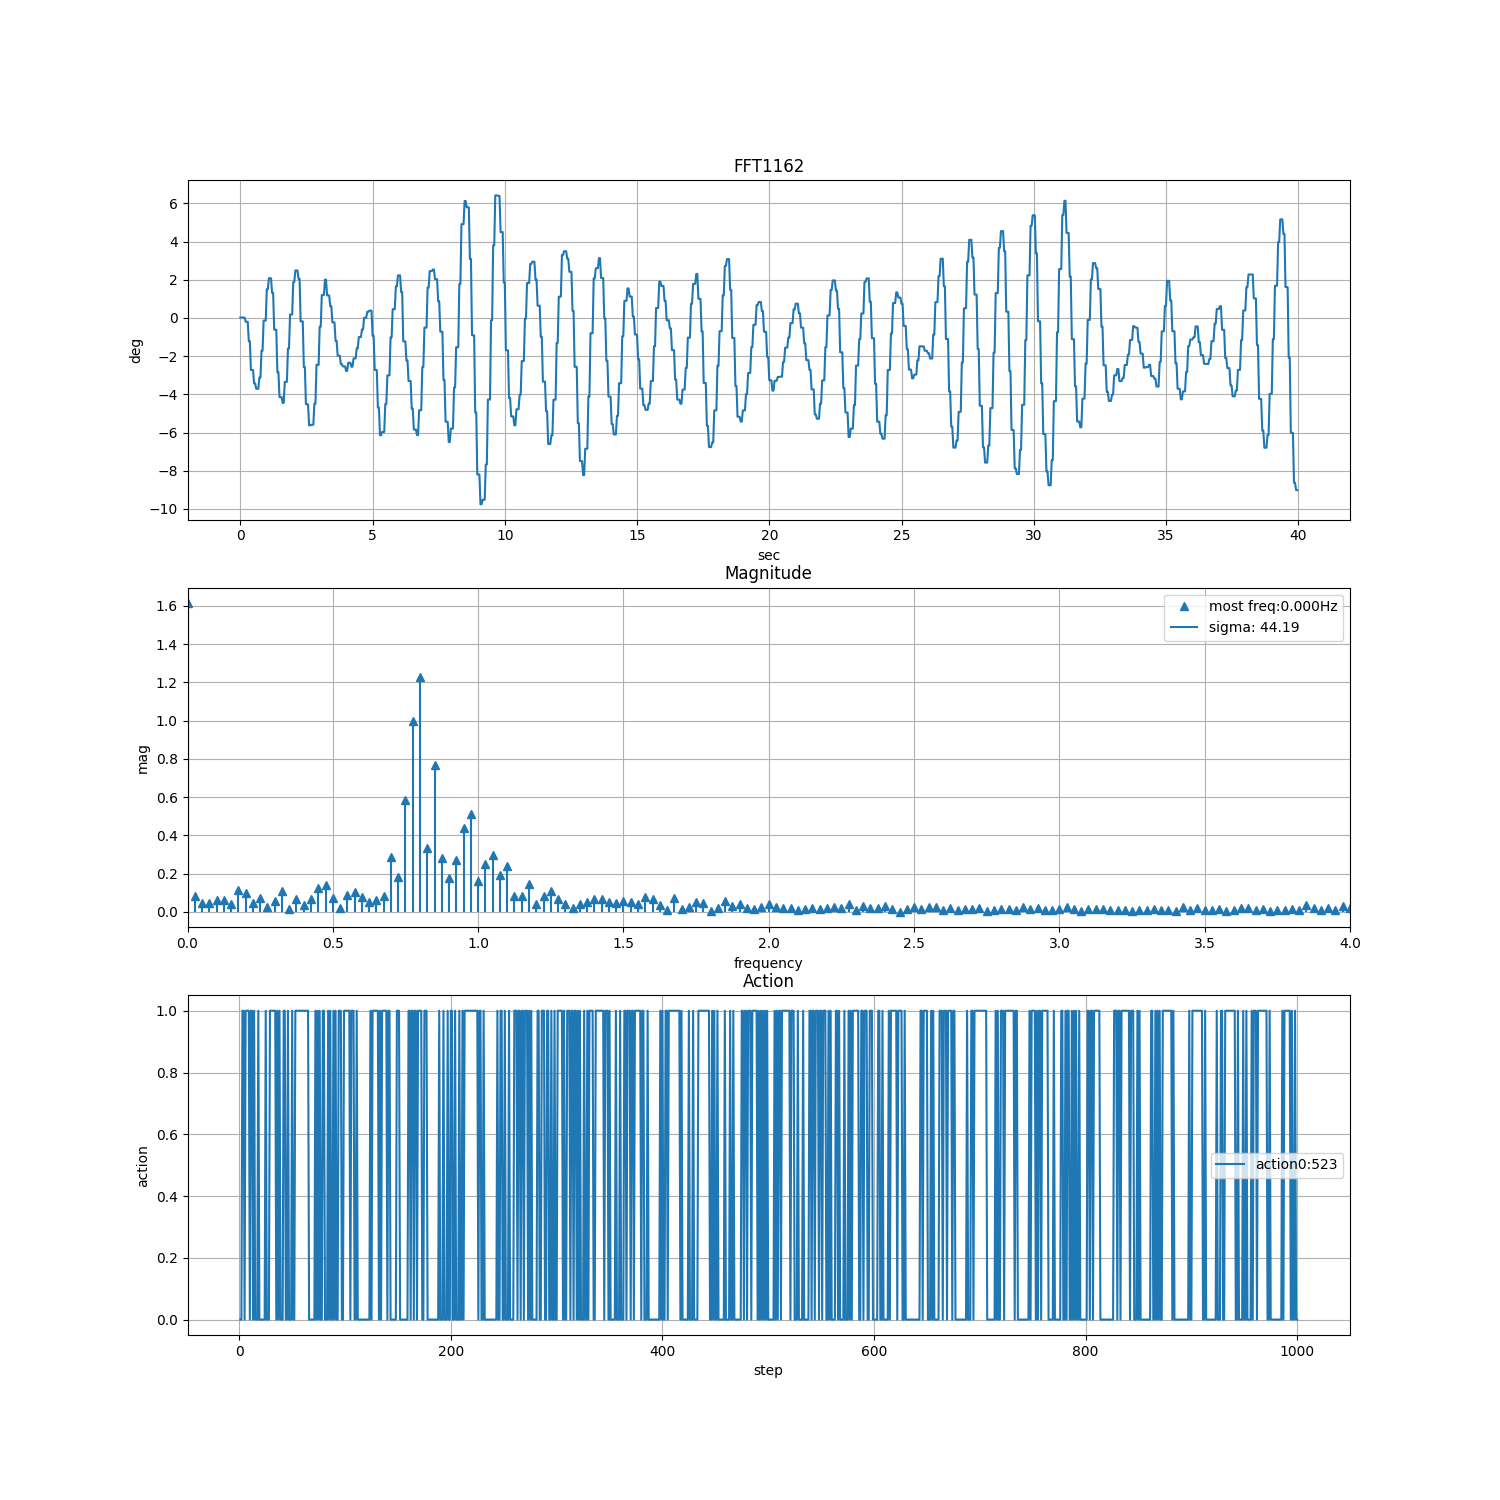 FFT1162
6
4
2
0
−2
−4
−6
−8
−10
deg
0 5 10 15 20 25 30 35 40
sec
Magnitude
1.6
1.4
1.2
1.0
0.8
0.6
0.4
0.2
0.0
mag
most freq:0.000Hz
sigma: 44.19
0.0 0.5 1.0 1.5 2.0 2.5 3.0 3.5 4.0
frequency
Action
1.0
0.8
0.6
0.4
0.2
0.0
action
action0:523
0 200 400 600 800 1000
step